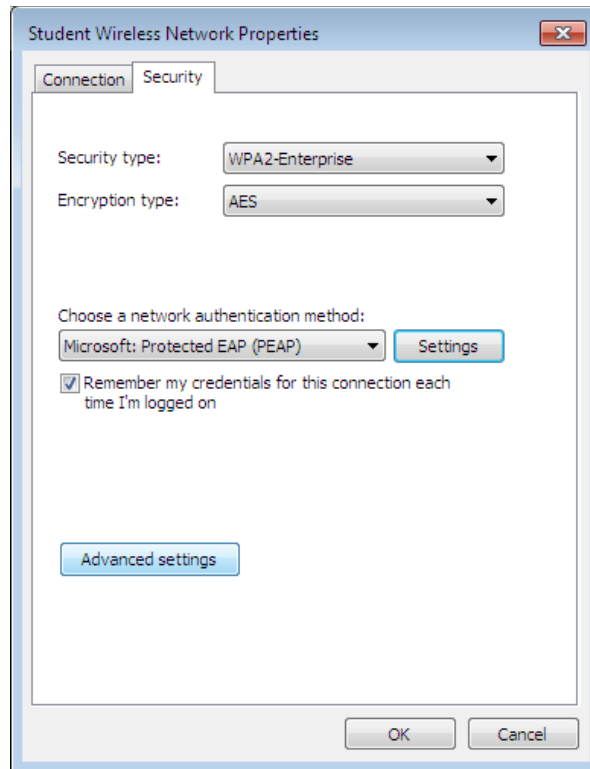 Student Wireless Network Properties
Connection
Security
Security type:
WPA2-Enterprise
Encryption type:
AES
Choose a network authentication method:
Microsoft: Protected EAP (PEAP)
Settings
Remember my credentials for this connection each
time I'm logged on
Advanced settings
OK
Cancel